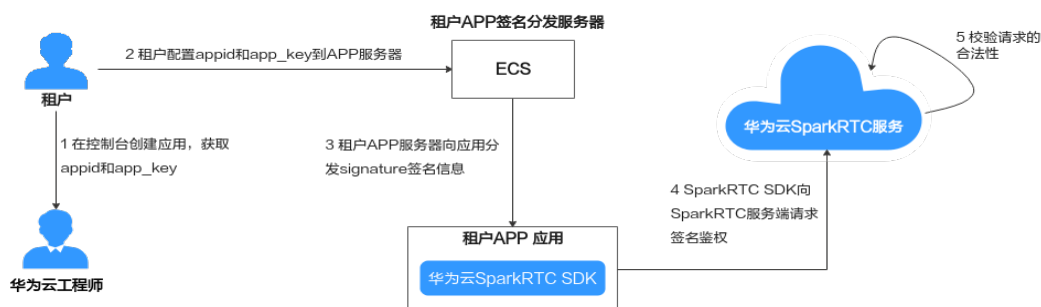 租户APP签名分发服务器
2 租户配置appid和app_key到APP服务器
ECS
5 校验请求的
合法性
租户
华为云SparkRTC服务
1 在控制台创建应用，获取
appid和app_key
3 租户APP服务器向应用分
发signature签名信息
4 SparkRTC SDK向
SparkRTC服务端请求
签名鉴权
租户APP 应用
华为云SparkRTC SDK
华为云工程师